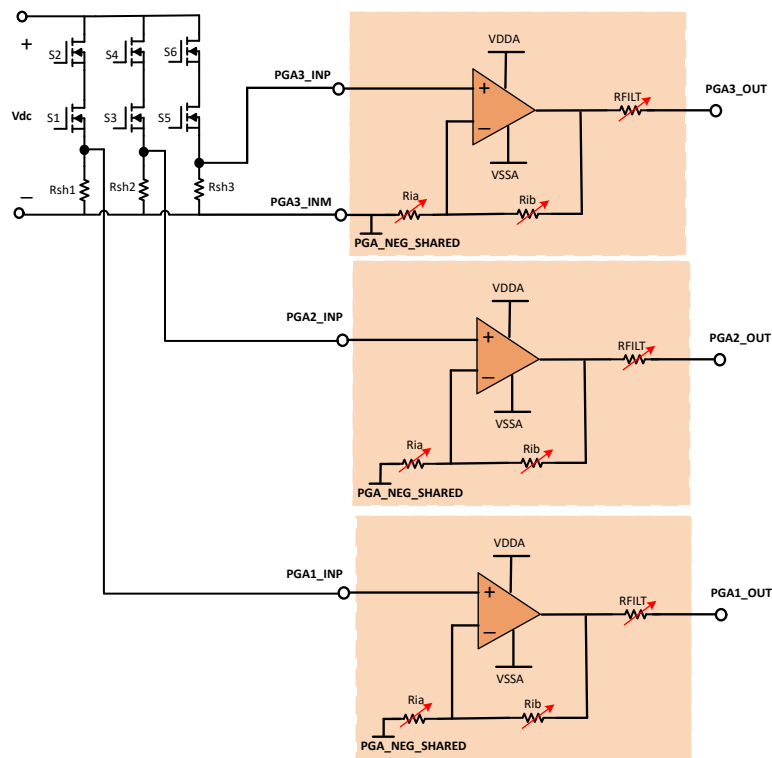 +
S2
S4
S6
Vdc
S1
S3
S5
Rsh1
Rsh2
Rsh3
−
PGA3_INP
VDDA
+
−
VSSA
RFILT
PGA3_OUT
PGA3_INM
Ria
Rib
PGA_NEG_SHARED
PGA2_INP
VDDA
+
−
VSSA
RFILT
PGA2_OUT
Ria
Rib
PGA_NEG_SHARED
PGA1_INP
VDDA
+
−
VSSA
RFILT
PGA1_OUT
Ria
Rib
PGA_NEG_SHARED